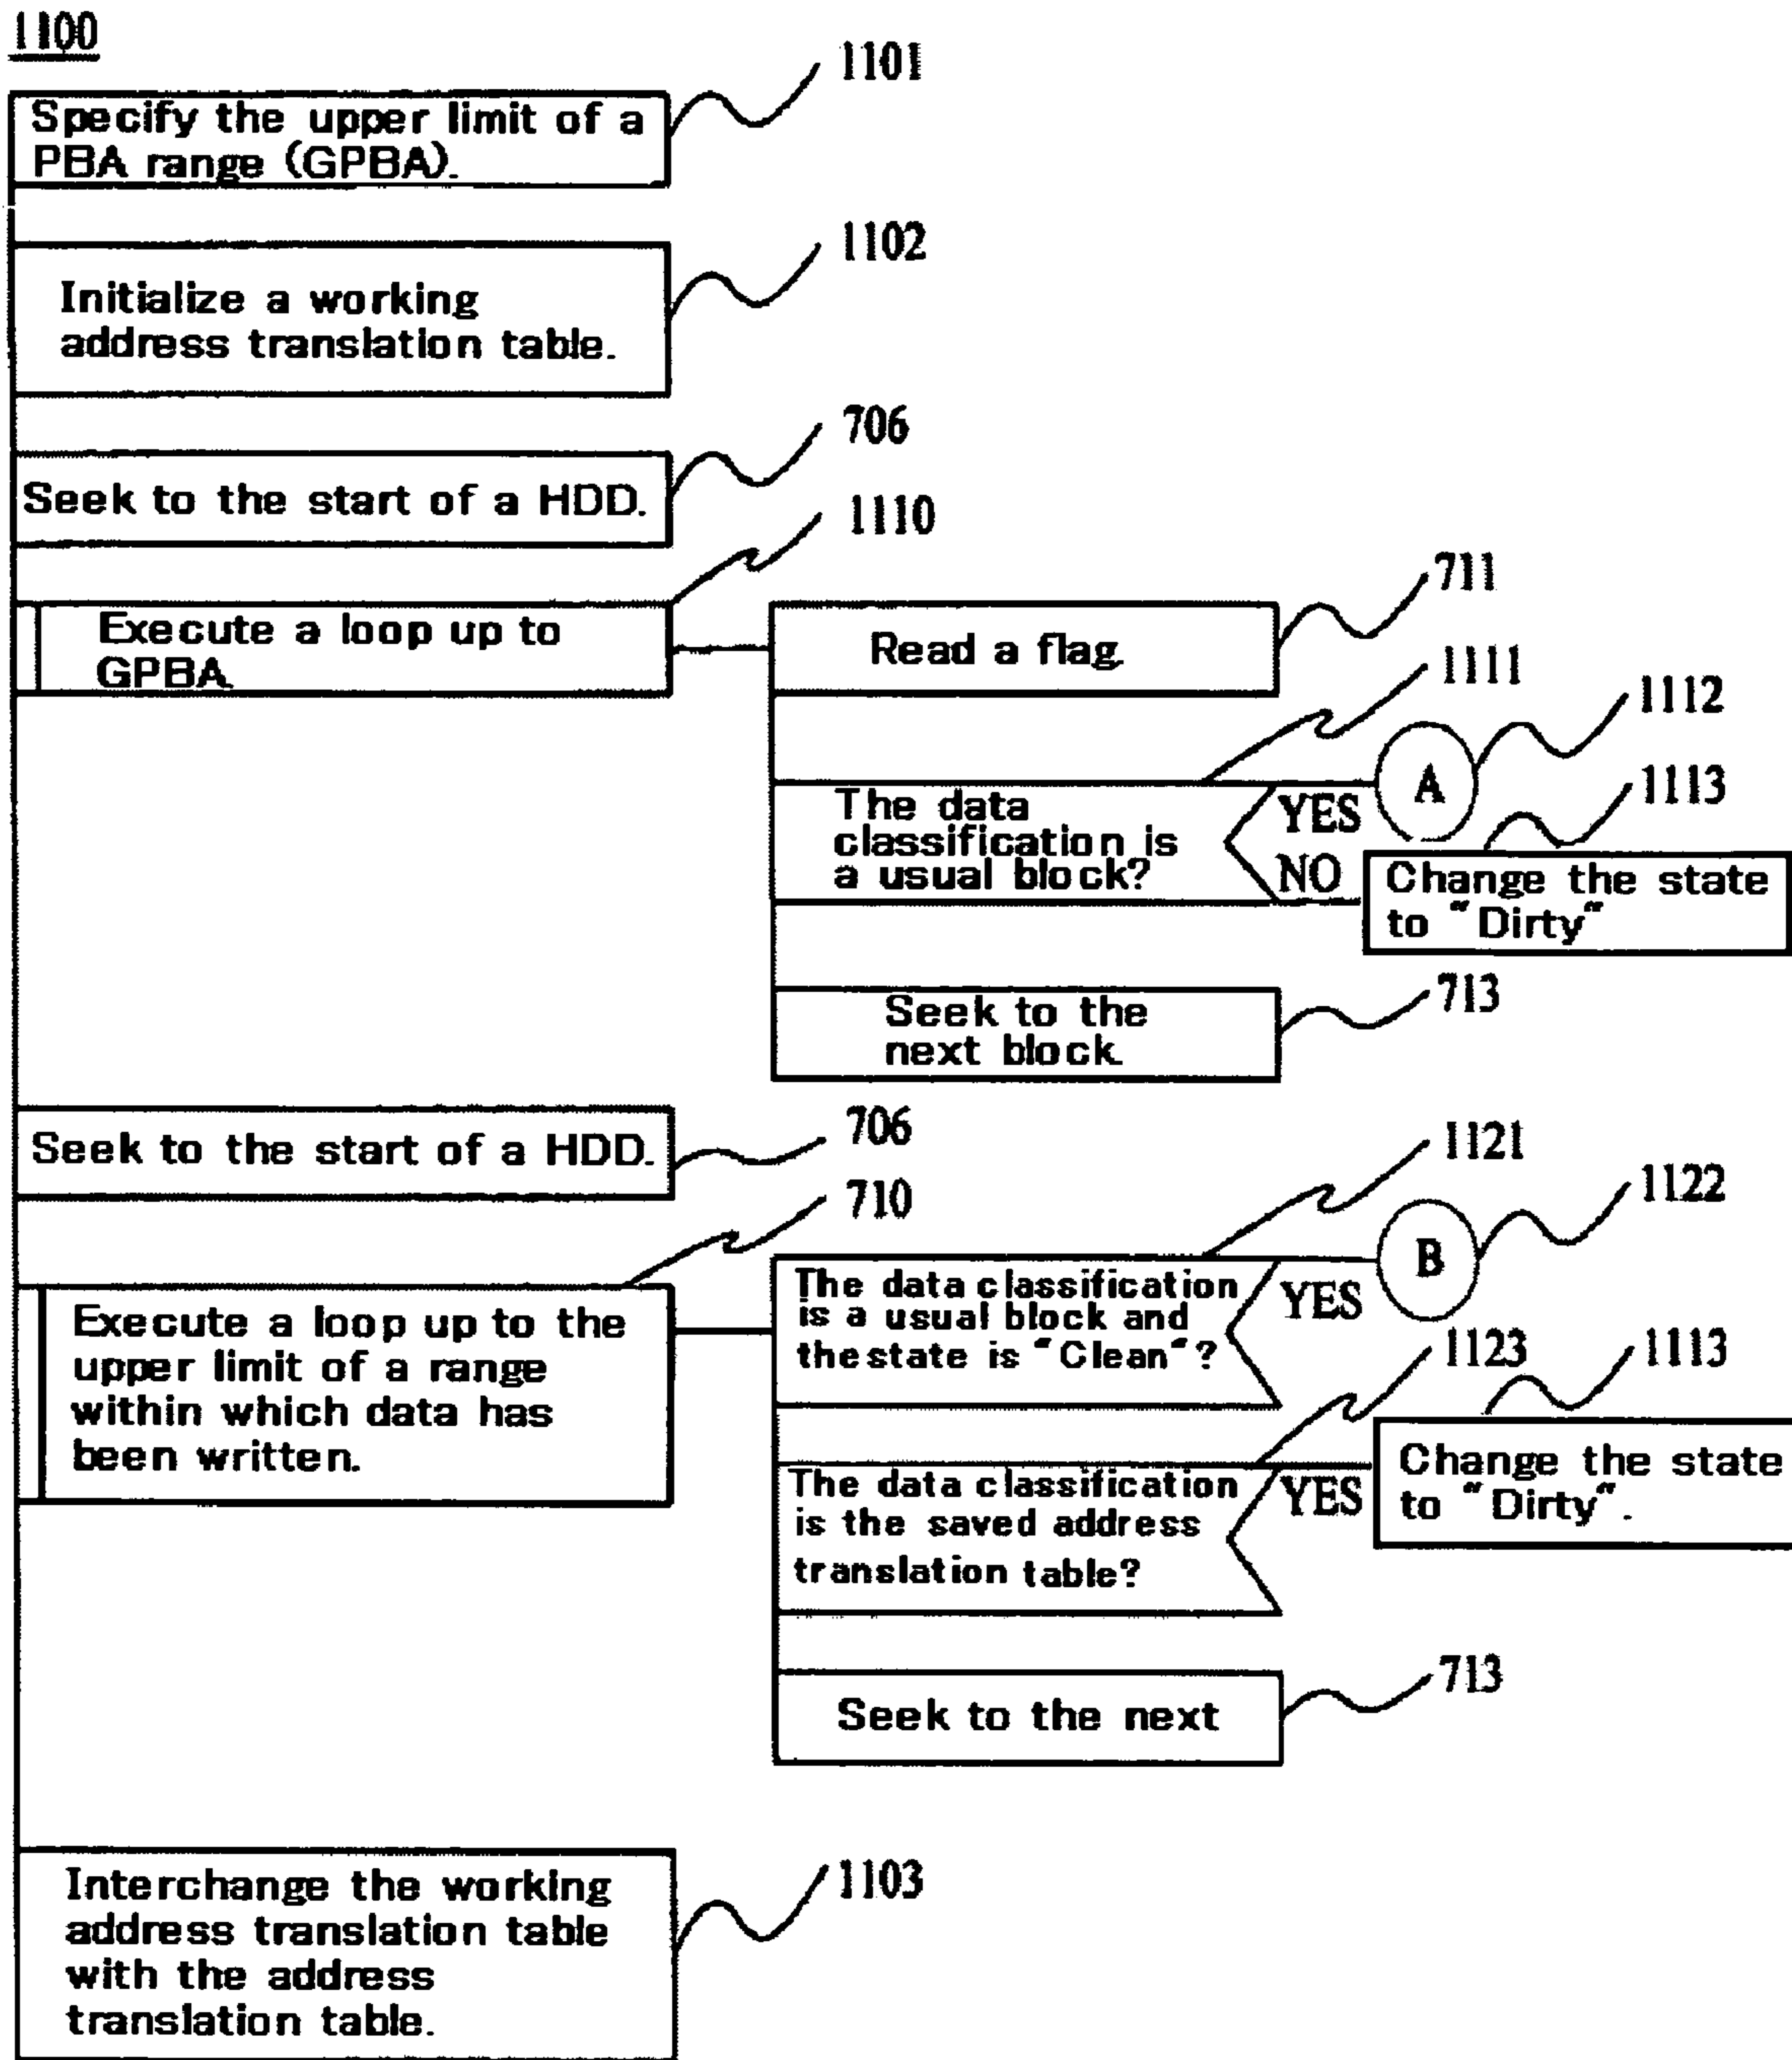 1100
1101
Specify the upper limit of a
PBA range (GPBA).
1102
Initialize a working
address translation table.
706
Seek to the start of a HDD.
1110
Execute a loop up to
GPBA.
711
Read a flag.
1111
1112
A
The data
classification is
a usual block?
YES
NO
1113
Change the state
to "Dirty"
713
Seek to the
next block.
706
Seek to the start of a HDD.
710
Execute a loop up to the
upper limit of a range
within which data has
been written.
1121
1122
B
The data classification
is a usual block and
the state is "Clean"?
YES
1123
1113
The data classification
is the saved address
translation table?
YES
Change the state
to "Dirty".
713
Seek to the next
1103
Interchange the working
address translation table
with the address
translation table.